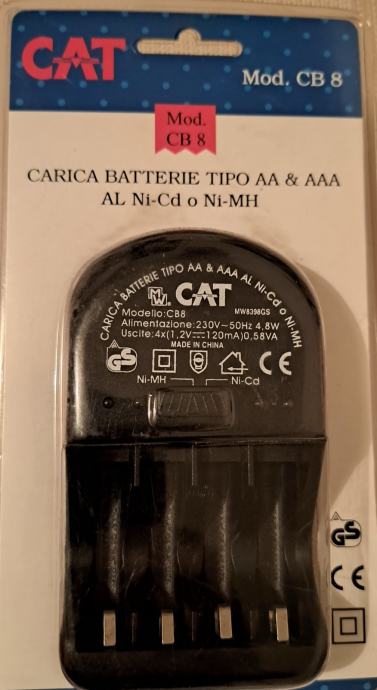 CAT
Mod. CB 8
Mod.
CB 8
CARICA BATTERIE TIPO AA & AAA
AL Ni-Cd o Ni-MH
CARICA BATTERIE TIPO AA & AAA AL Ni-Cd o Ni-MH
MW CAT
Modello:CB8 MW8398GS
Alimentazione:230V~50Hz 4,8W
Uscite:4x(1,2V⎓120mA)0,58VA
MADE IN CHINA
GS CE
Ni-MH Ni-Cd
GS
CE